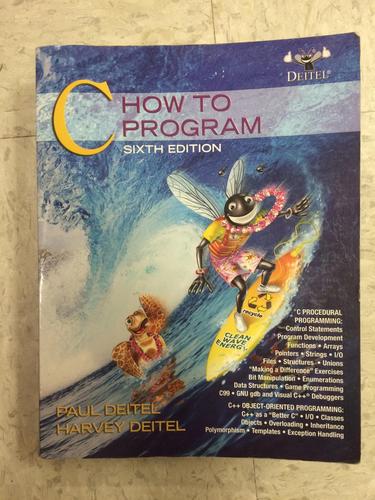 DEITEL®
C HOW TO
PROGRAM
SIXTH EDITION
recycle
CLEAN
WAVE
ENERGY
C PROCEDURAL
PROGRAMMING:
Control Statements
Program Development
Functions • Arrays
Pointers • Strings • I/O
Files • Structures • Unions
"Making a Difference" Exercises
Bit Manipulation • Enumerations
Data Structures • Game Programming
C99 • GNU gdb and Visual C++® Debuggers
C++ OBJECT-ORIENTED PROGRAMMING:
C++ as a "Better C" • I/O • Classes
Objects • Overloading • Inheritance
Polymorphism • Templates • Exception Handling
PAUL DEITEL
HARVEY DEITEL